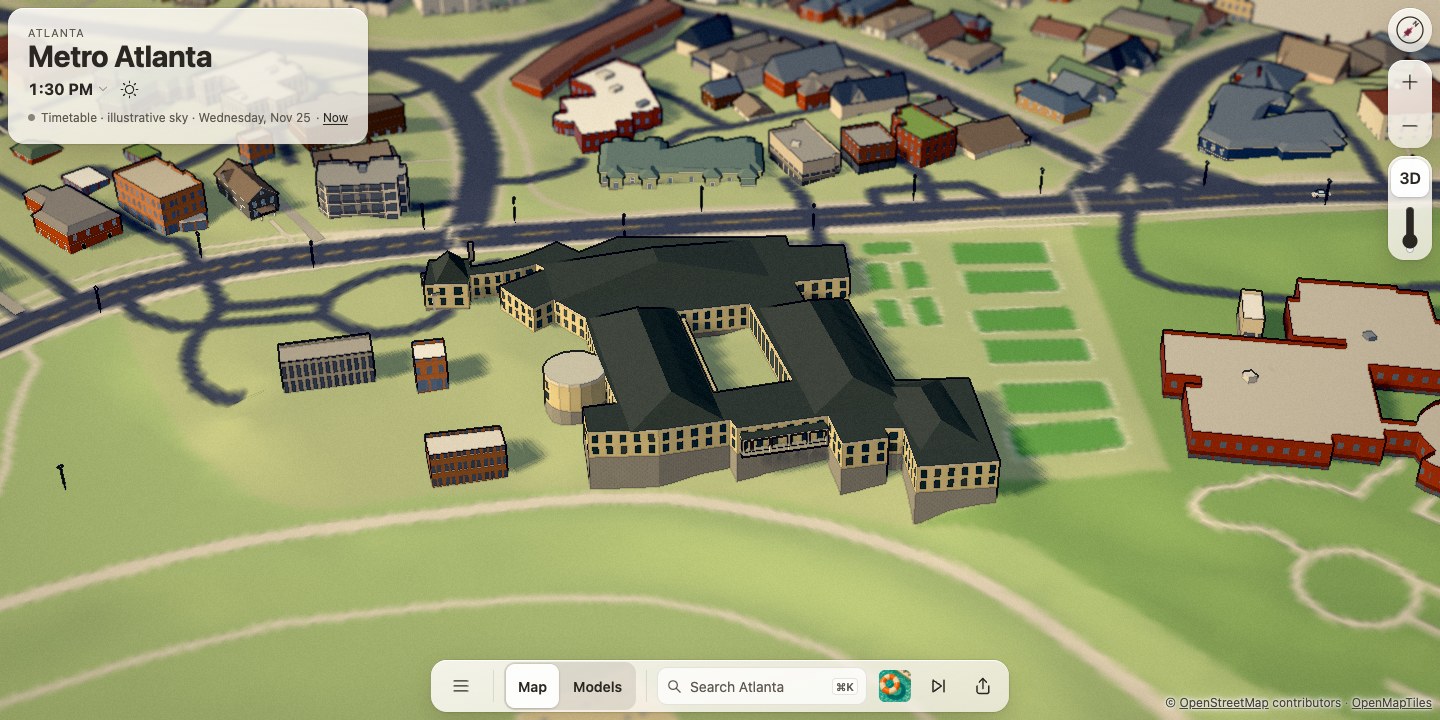 ATLANTA
Metro Atlanta
1:30 PM
Timetable · illustrative sky · Wednesday, Nov 25 · Now
N
3D
Map
Models
Search Atlanta
⌘K
© OpenStreetMap contributors · OpenMapTiles